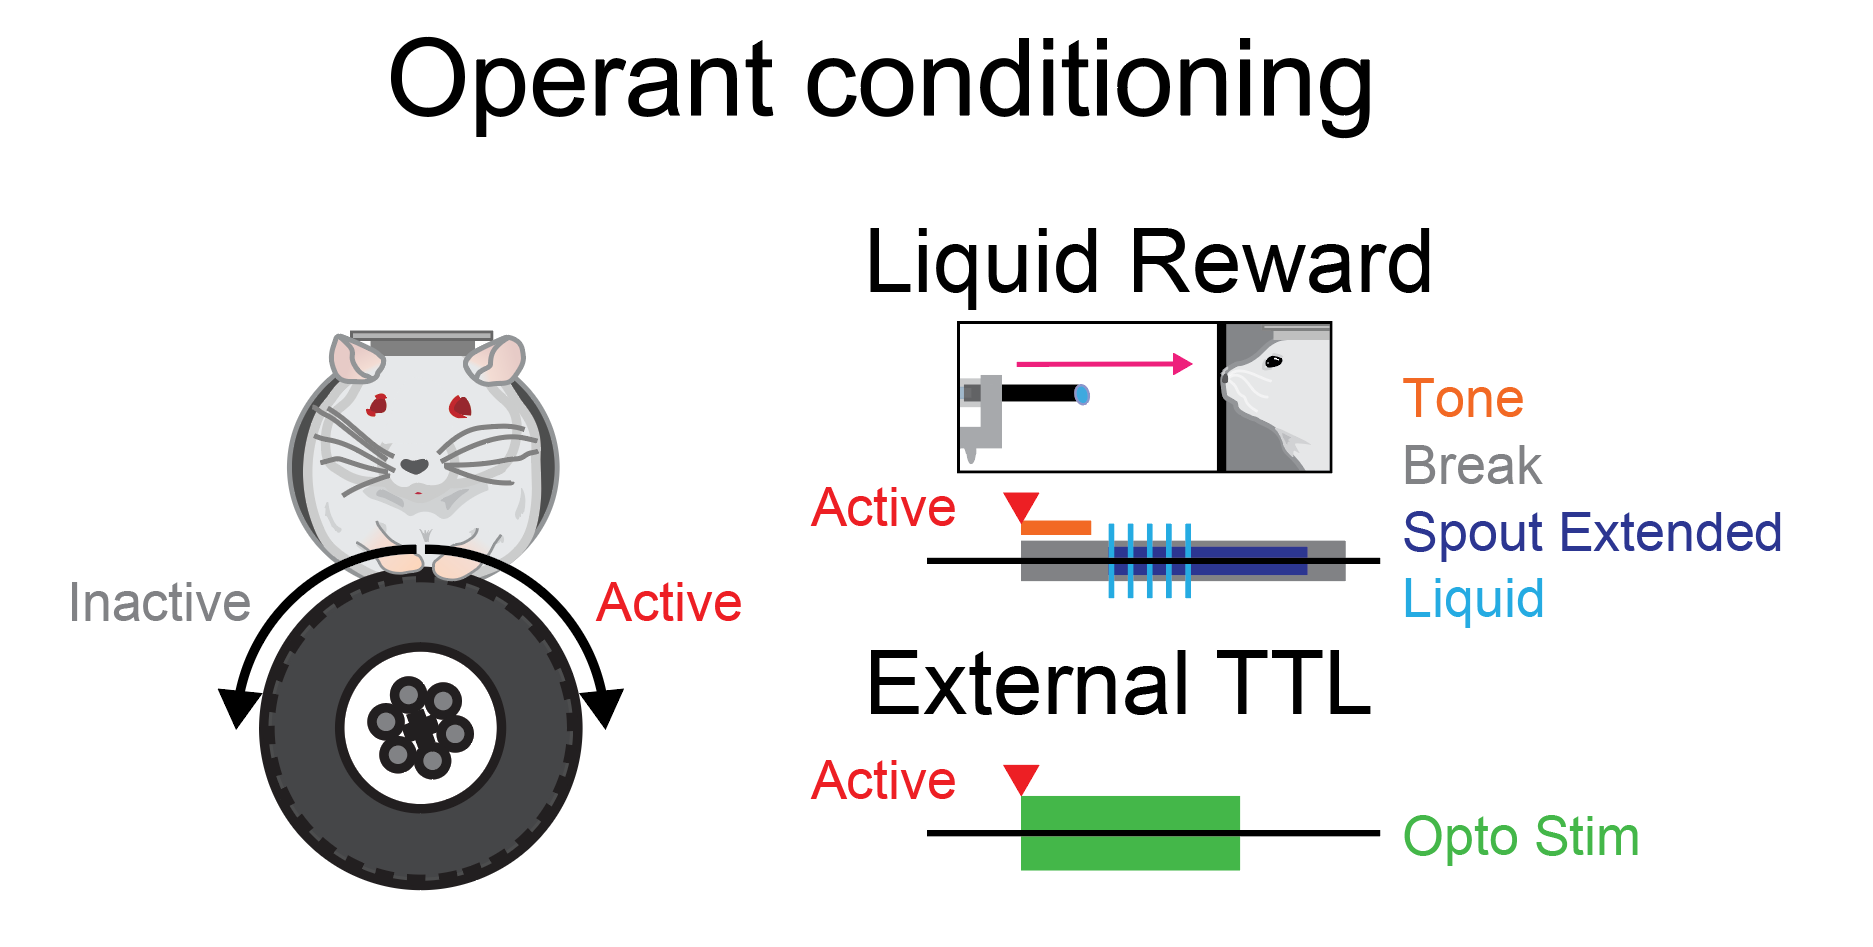 Operant conditioning
Inactive
Active
Liquid Reward
Tone
Break
Spout Extended
Liquid
Active
External TTL
Active
Opto Stim